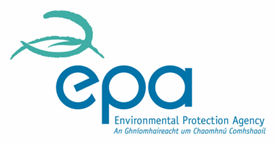 epa
Environmental Protection Agency
An Ghníomhaireacht um Chaomhnú Comhshaoil